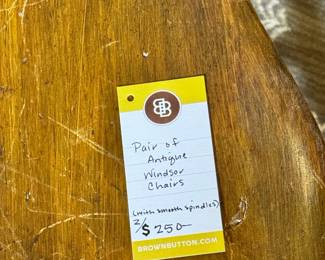 BB
Pair of
Antique
Windsor
Chairs
(with smooth spindles)
2/$250-
BROWNBUTTON.COM